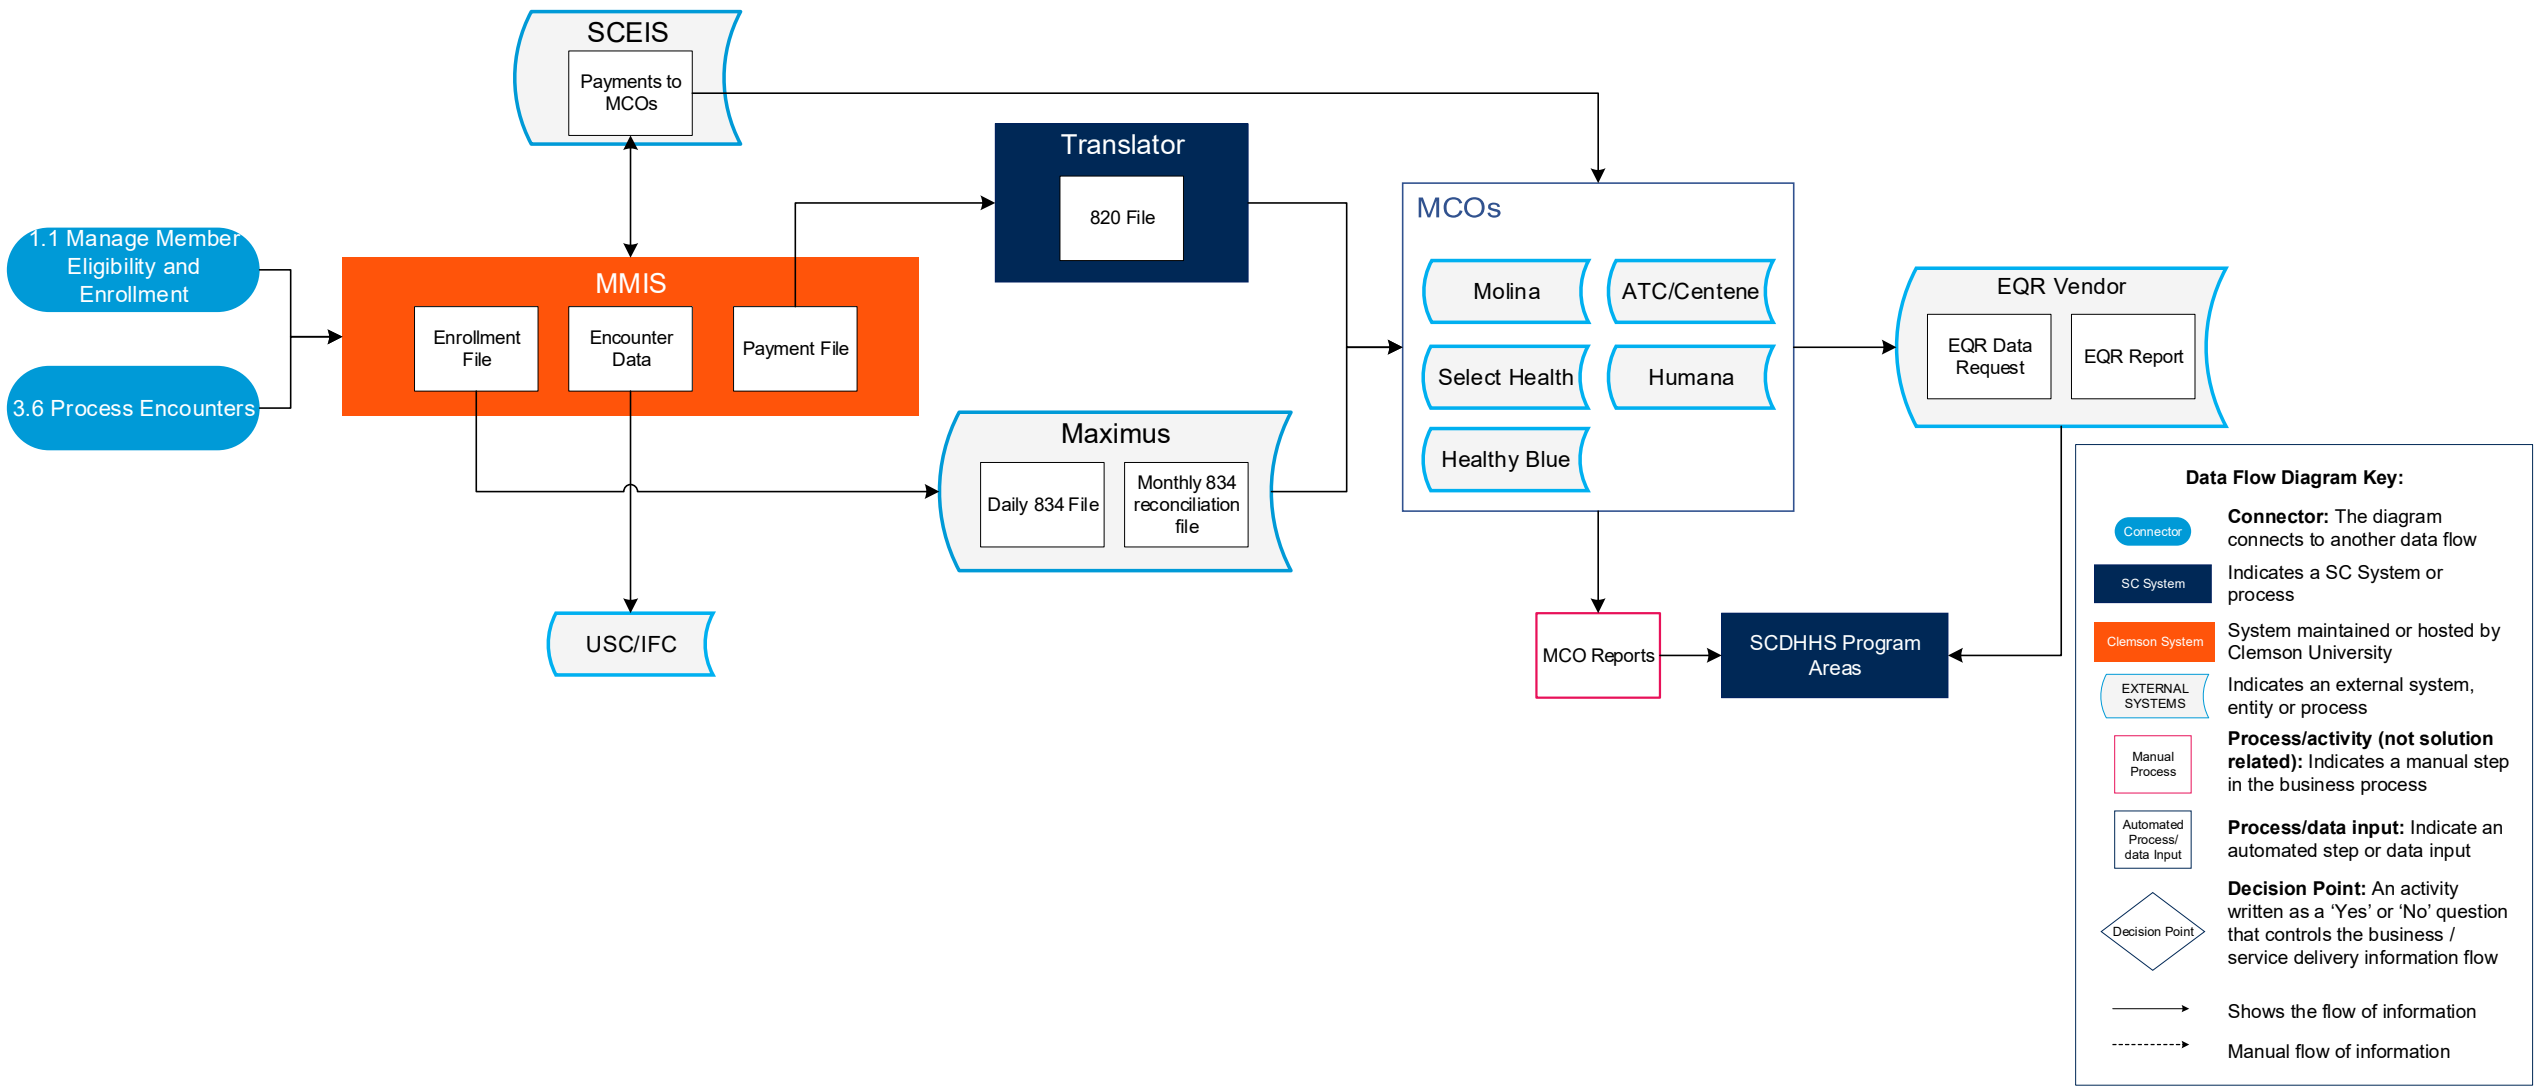 SCEIS
Payments to
MCOs
Translator
820 File
1.1 Manage Member
Eligibility and
Enrollment
3.6 Process Encounters
MMIS
Enrollment
File
Encounter
Data
Payment File
Maximus
Daily 834 File
Monthly 834
reconciliation
file
USC/IFC
MCOs
Molina
ATC/Centene
Select Health
Humana
Healthy Blue
EQR Vendor
EQR Data
Request
EQR Report
MCO Reports
SCDHHS Program
Areas
Data Flow Diagram Key:
Connector
Connector: The diagram
connects to another data flow
SC System
Indicates a SC System or
process
Clemson System
System maintained or hosted by
Clemson University
EXTERNAL
SYSTEMS
Indicates an external system,
entity or process
Manual
Process
Process/activity (not solution
related): Indicates a manual step
in the business process
Automated
Process/
data Input
Process/data input: Indicate an
automated step or data input
Decision Point
Decision Point: An activity
written as a ‘Yes’ or ‘No’ question
that controls the business /
service delivery information flow
Shows the flow of information
Manual flow of information